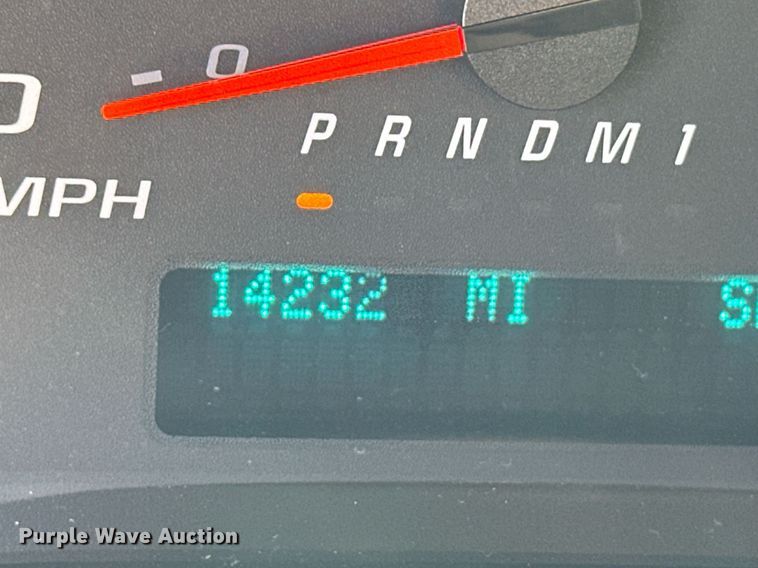 0
P R N D M 1
MPH
14232 MI
Purple Wave Auction